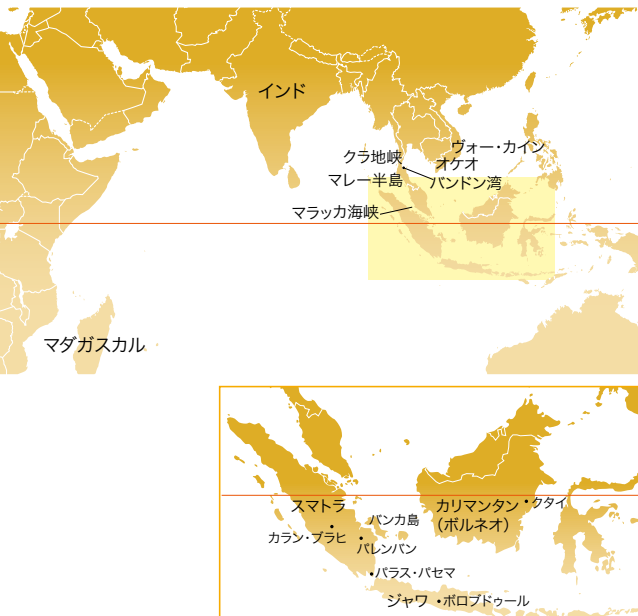 インド
ヴォー・カイン
クラ地峡
オケオ
マレー半島
バンドン湾
マラッカ海峡
マダガスカル
スマトラ
カリマンタン
(ボルネオ)
クタイ
バンカ島
カラン・ブラヒ
パレンバン
パラス・パセマ
ジャワ
ボロブドゥール